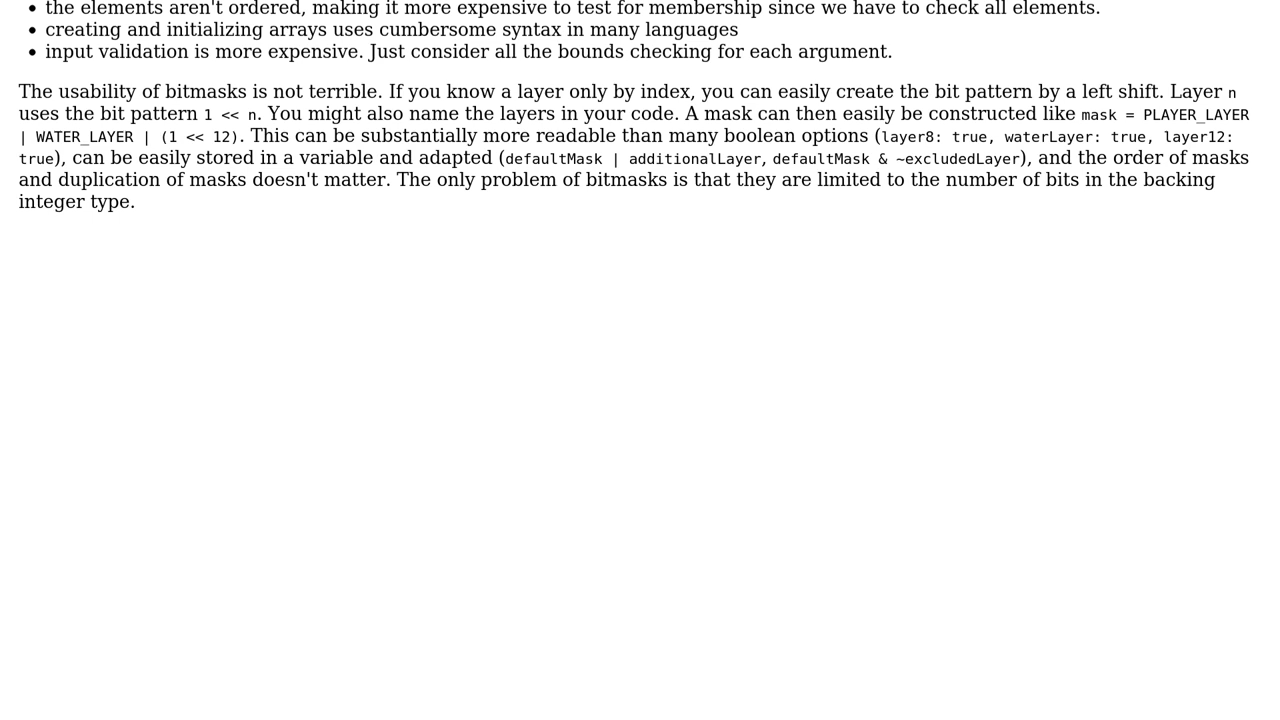 • the elements aren't ordered, making it more expensive to test for membership since we have to check all elements.
• creating and initializing arrays uses cumbersome syntax in many languages
• input validation is more expensive. Just consider all the bounds checking for each argument.
The usability of bitmasks is not terrible. If you know a layer only by index, you can easily create the bit pattern by a left shift. Layer n
uses the bit pattern 1 << n. You might also name the layers in your code. A mask can then easily be constructed like mask = PLAYER_LAYER
| WATER_LAYER | (1 << 12). This can be substantially more readable than many boolean options (layer8: true, waterLayer: true, layer12:
true), can be easily stored in a variable and adapted (defaultMask | additionalLayer, defaultMask & ~excludedLayer), and the order of masks
and duplication of masks doesn't matter. The only problem of bitmasks is that they are limited to the number of bits in the backing
integer type.